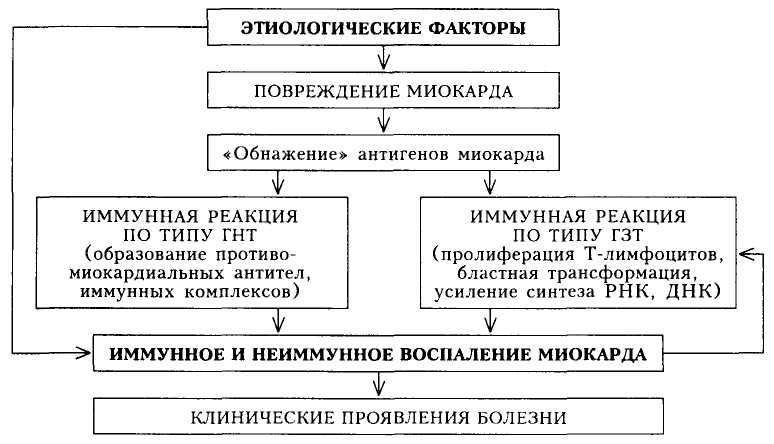 ЭТИОЛОГИЧЕСКИЕ ФАКТОРЫ
ПОВРЕЖДЕНИЕ МИОКАРДА
«Обнажение» антигенов миокарда
ИММУННАЯ РЕАКЦИЯ
ПО ТИПУ ГНТ
(образование противо-
миокардиальных антител,
иммунных комплексов)
ИММУННАЯ РЕАКЦИЯ
ПО ТИПУ ГЗТ
(пролиферация Т-лимфоцитов,
бластная трансформация,
усиление синтеза РНК, ДНК)
ИММУННОЕ И НЕИММУННОЕ ВОСПАЛЕНИЕ МИОКАРДА
КЛИНИЧЕСКИЕ ПРОЯВЛЕНИЯ БОЛЕЗНИ